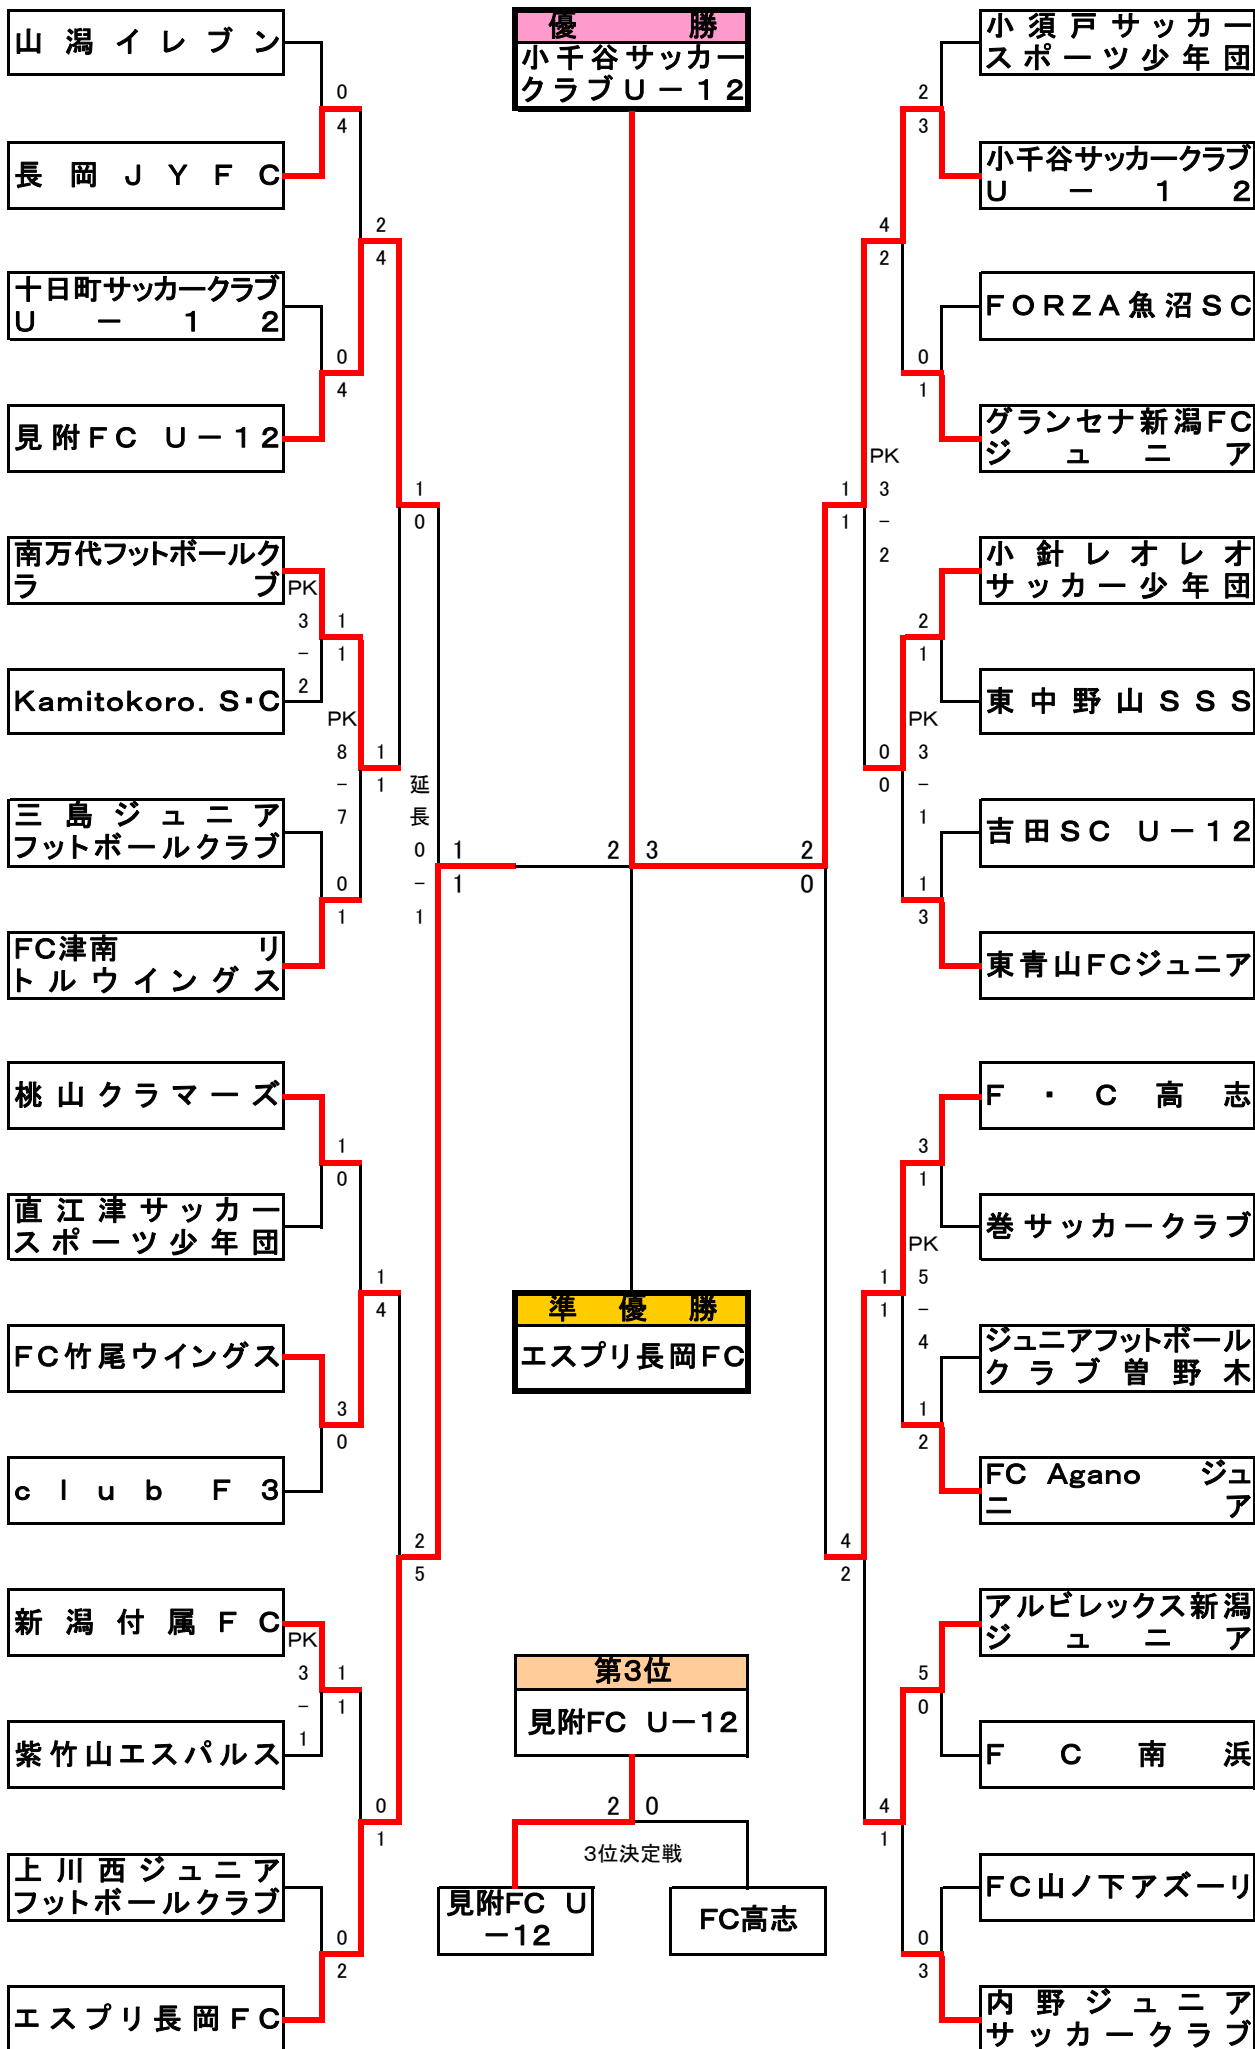 山潟イレブン
長岡JYFC
十日町サッカークラブ
U－12
見附FC U－12
南万代フットボールク
ラブ
Kamitokoro. S・C
三島ジュニア
フットボールクラブ
FC津南 リ
トルウイングス
桃山クラマーズ
直江津サッカー
スポーツ少年団
FC竹尾ウイングス
club F3
新潟付属FC
紫竹山エスパルス
上川西ジュニア
フットボールクラブ
エスプリ長岡FC
0
4
0
4
PK
3
-
2
1
1
0
1
1
0
3
0
PK
3
-
1
1
1
0
2
2
4
PK
8
-
7
1
1
1
4
0
1
1
0
2
5
延
長
0
-
1
1
1
優勝
小千谷サッカー
クラブU－12
2 3
準優勝
エスプリ長岡FC
第3位
見附FC U－12
2 0
3位決定戦
見附FC U
－12
FC高志
2
0
1
1
PK
3
-
2
4
2
4
2
0
0
PK
3
-
1
1
1
PK
5
-
4
4
1
2
3
0
1
2
1
1
3
3
1
1
2
5
0
0
3
小須戸サッカー
スポーツ少年団
小千谷サッカークラブ
U－12
FORZA魚沼SC
グランセナ新潟FC
ジュニア
小針レオレオ
サッカー少年団
東中野山SSS
吉田SC U－12
東青山FCジュニア
F・C高志
巻サッカークラブ
ジュニアフットボール
クラブ曽野木
FC Agano ジュ
ニア
アルビレックス新潟
ジュニア
FC南浜
FC山ノ下アズーリ
内野ジュニア
サッカークラブ